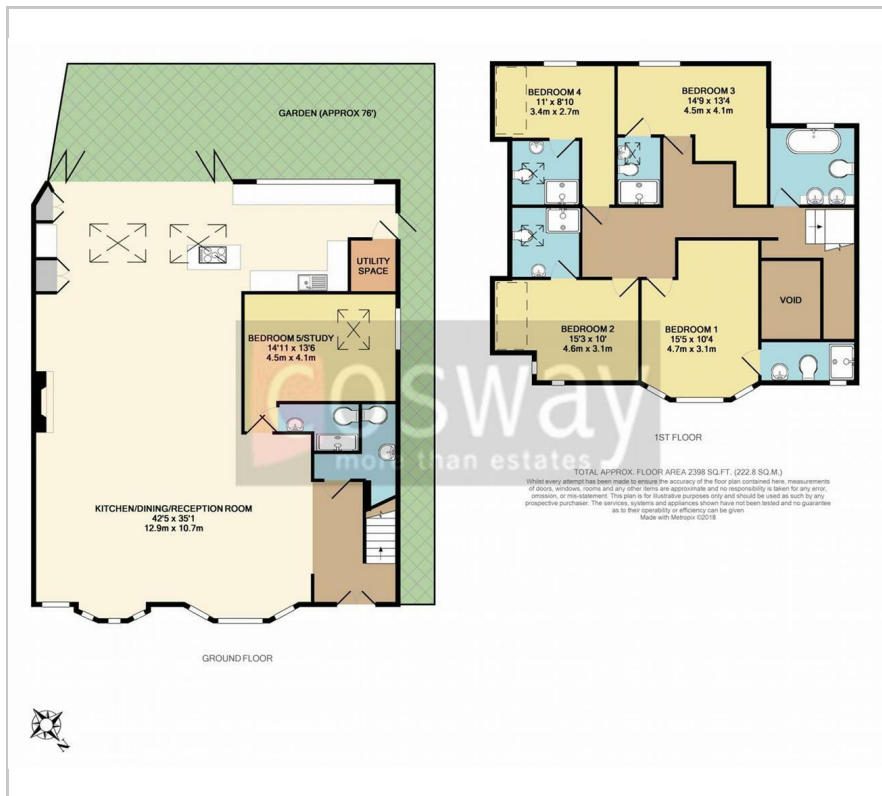 GARDEN (APPROX 76')
UTILITY
SPACE
BEDROOM 5/STUDY
14'11 x 13'6
4.5m x 4.1m
KITCHEN/DINING/RECEPTION ROOM
42'5 x 35'1
12.9m x 10.7m
GROUND FLOOR
N
BEDROOM 4
11' x 8'10
3.4m x 2.7m
BEDROOM 3
14'9 x 13'4
4.5m x 4.1m
BEDROOM 2
15'3 x 10'
4.6m x 3.1m
BEDROOM 1
15'5 x 10'4
4.7m x 3.1m
VOID
1ST FLOOR
cosway
more than estates
TOTAL APPROX. FLOOR AREA 2398 SQ.FT. (222.8 SQ.M.)
Whilst every attempt has been made to ensure the accuracy of the floor plan contained here, measurements
of doors, windows, rooms and any other items are approximate and no responsibility is taken for any error,
omission, or mis-statement. This plan is for illustrative purposes only and should be used as such by any
prospective purchaser. The services, systems and appliances shown have not been tested and no guarantee
as to their operability or efficiency can be given
Made with Metropix ©2018